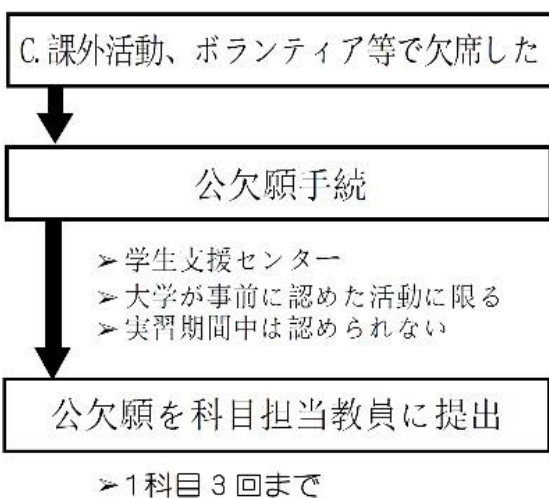 C.課外活動、ボランティア等で欠席した
公欠願手続
➢学生支援センター
➢大学が事前に認めた活動に限る
➢実習期間中は認められない
公欠願を科目担当教員に提出
➢1科目3回まで